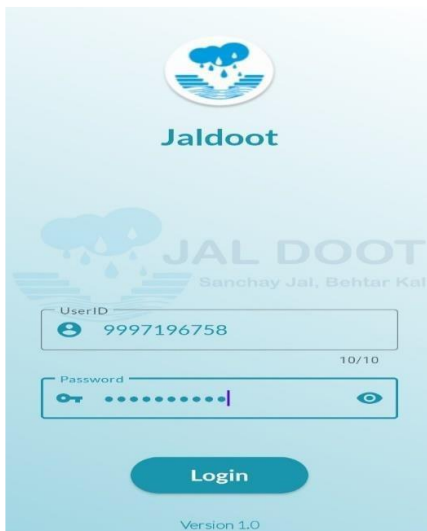 Jaldoot
JAL DOOT
Sanchay Jal, Behtar Kal
UserID
9997196758
10/10
Password
••••••••••
Login
Version 1.0